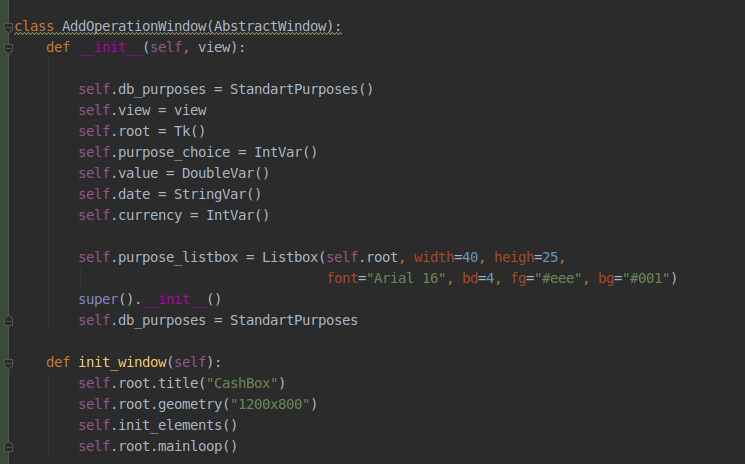 class AddOperationWindow(AbstractWindow):
    def __init__(self, view):
        self.db_purposes = StandartPurposes()
        self.view = view
        self.root = Tk()
        self.purpose_choice = IntVar()
        self.value = DoubleVar()
        self.date = StringVar()
        self.currency = IntVar()
        self.purpose_listbox = Listbox(self.root, width=40, heigh=25,
                                       font="Arial 16", bd=4, fg="#eee", bg="#001")
        super().__init__()
        self.db_purposes = StandartPurposes
    def init_window(self):
        self.root.title("CashBox")
        self.root.geometry("1200x800")
        self.init_elements()
        self.root.mainloop()